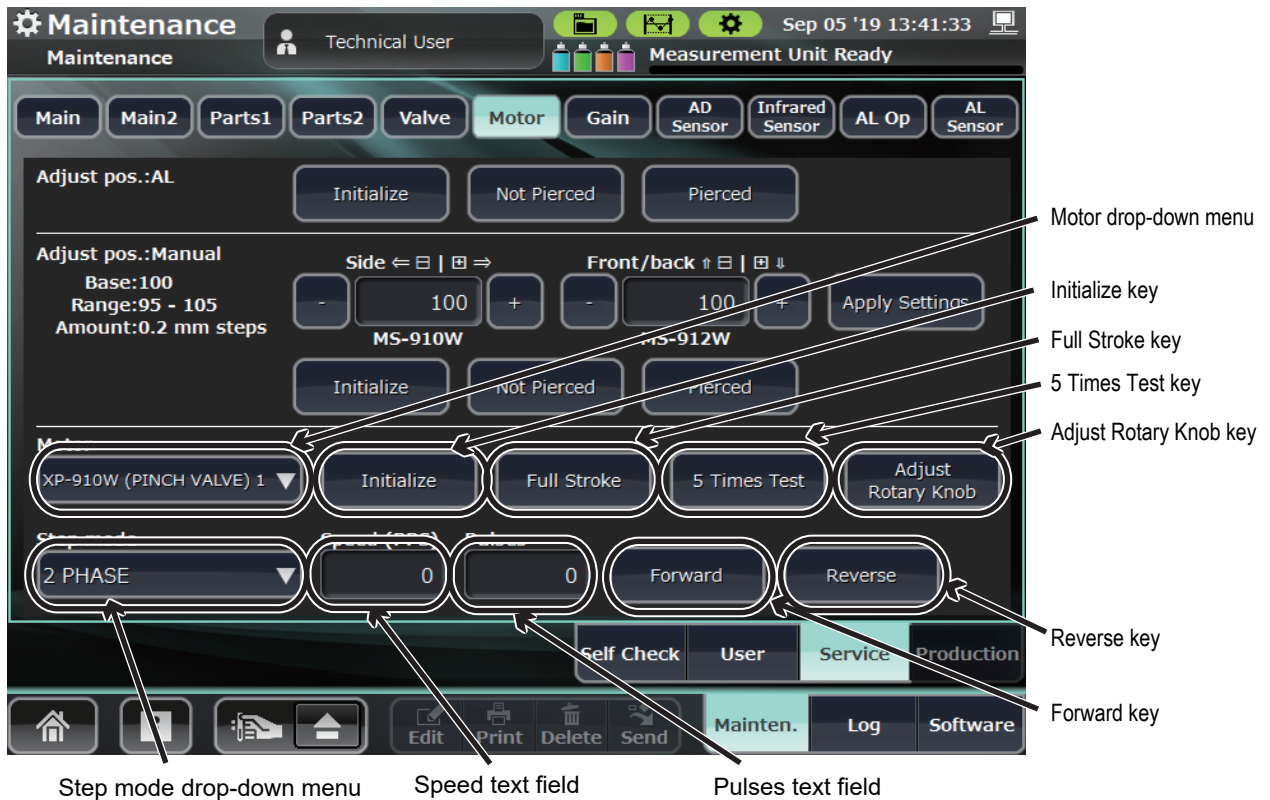 Maintenance
Maintenance
Technical User
Sep 05 '19 13:41:33
Measurement Unit Ready
Main
Main2
Parts1
Parts2
Valve
Motor
Gain
AD
Sensor
Infrared
Sensor
AL Op
AL
Sensor
Adjust pos.:AL
Initialize
Not Pierced
Pierced
Adjust pos.:Manual
Base:100
Range:95 - 105
Amount:0.2 mm steps
Side ⇐ ⊟ | ⊞ ⇒
Front/back ⇑ ⊟ | ⊞ ⇓
-
100
+
-
100
+
Apply Settings
MS-910W
MS-912W
Initialize
Not Pierced
Pierced
Motor
XP-910W (PINCH VALVE) 1 ▼
Initialize
Full Stroke
5 Times Test
Adjust
Rotary Knob
Step mode
Speed (PPS)
Pulses
2 PHASE ▼
0
0
Forward
Reverse
Self Check
User
Service
Production
Edit
Print
Delete
Send
Mainten.
Log
Software
Motor drop-down menu
Initialize key
Full Stroke key
5 Times Test key
Adjust Rotary Knob key
Reverse key
Forward key
Step mode drop-down menu
Speed text field
Pulses text field